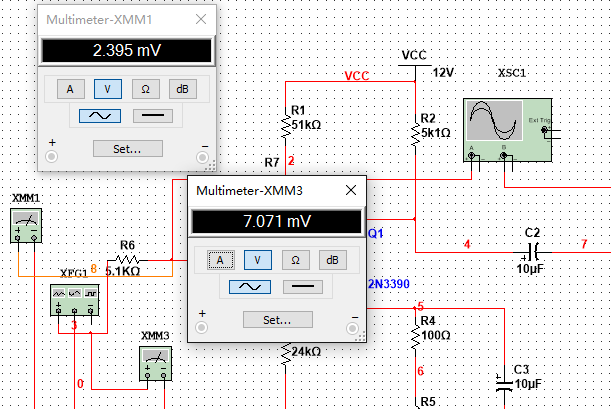 Multimeter-XMM1
2.395 mV
A V Ω dB
+ −
Set...
VCC
12V
VCC
XSC1
Ext Trig
A B
R1
51kΩ
R2
5k1Ω
2
R7
Multimeter-XMM3
7.071 mV
A V Ω dB
+ −
Set...
XMM1
R6
5.1KΩ
8
XFG1
3
XMM3
0
Q1
2N3390
4
C2
10μF
7
5
R4
100Ω
6
24kΩ
C3
10μF
R5